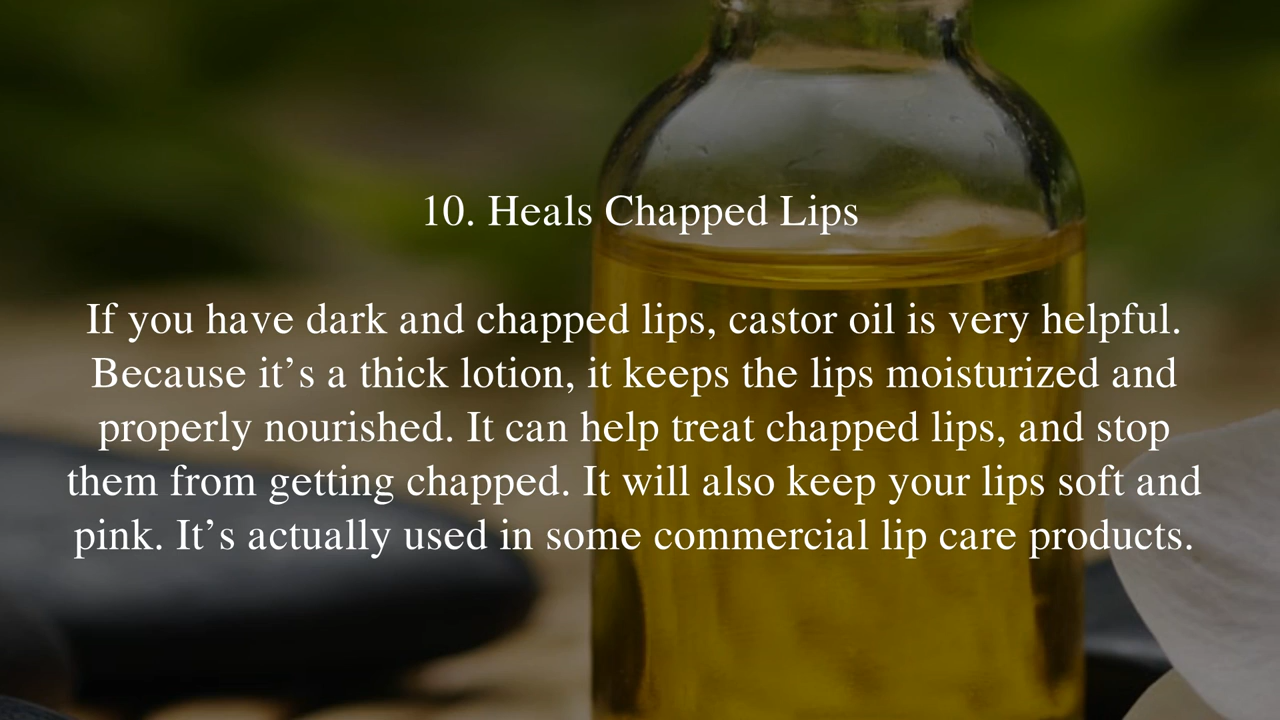 10. Heals Chapped Lips
If you have dark and chapped lips, castor oil is very helpful.
Because it’s a thick lotion, it keeps the lips moisturized and
properly nourished. It can help treat chapped lips, and stop
them from getting chapped. It will also keep your lips soft and
pink. It’s actually used in some commercial lip care products.